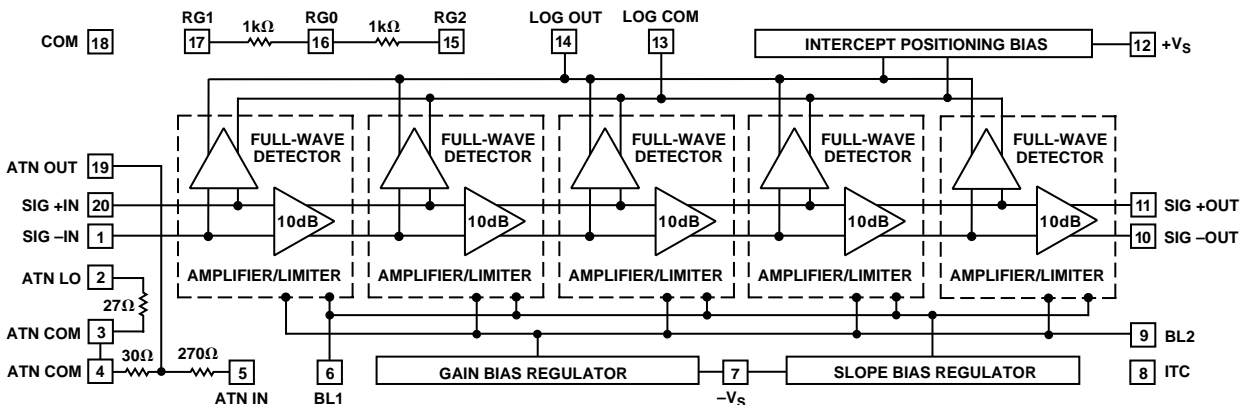 RG1 RG0 RG2 LOG OUT LOG COM
1kΩ 1kΩ
COM 18 17 16 15 14 13 INTERCEPT POSITIONING BIAS 12 +VS
FULL-WAVE DETECTOR
FULL-WAVE DETECTOR
FULL-WAVE DETECTOR
FULL-WAVE DETECTOR
FULL-WAVE DETECTOR
ATN OUT 19
SIG +IN 20
11 SIG +OUT
10dB 10dB 10dB 10dB 10dB
SIG –IN 1
10 SIG –OUT
AMPLIFIER/LIMITER AMPLIFIER/LIMITER AMPLIFIER/LIMITER AMPLIFIER/LIMITER AMPLIFIER/LIMITER
ATN LO 2
27Ω
ATN COM 3
9 BL2
30Ω 270Ω
ATN COM 4 5 6 GAIN BIAS REGULATOR 7 SLOPE BIAS REGULATOR 8 ITC
ATN IN BL1 –VS